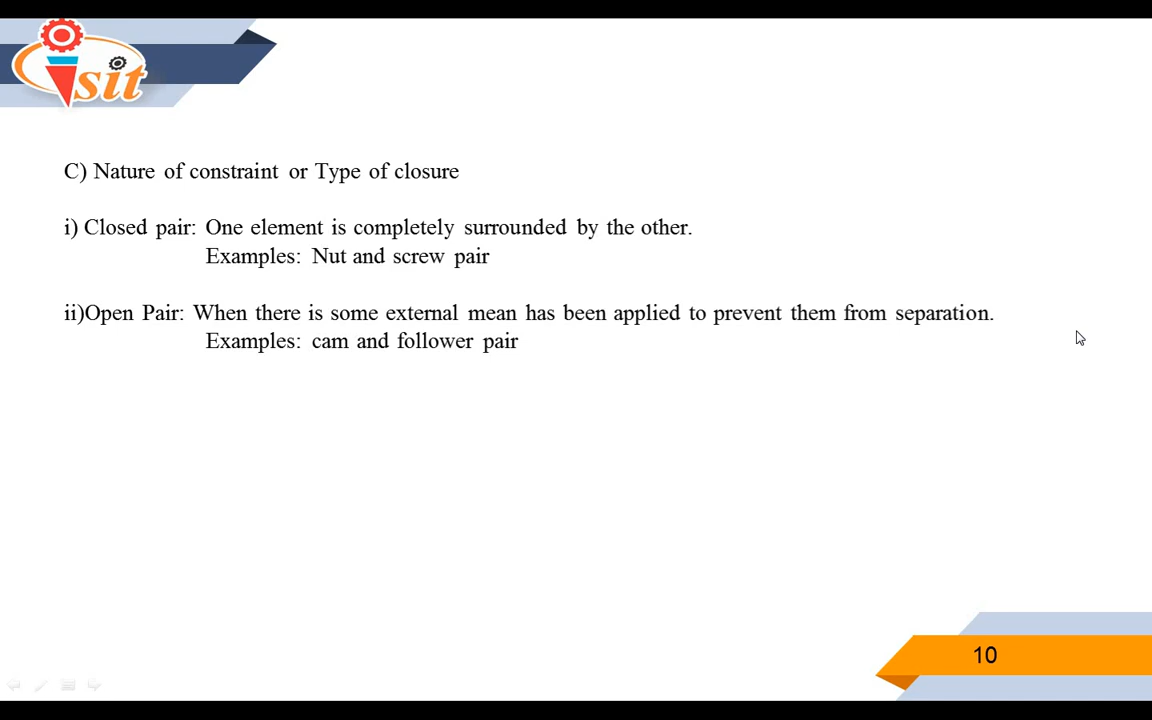 sit
C) Nature of constraint or Type of closure
i) Closed pair: One element is completely surrounded by the other.
Examples: Nut and screw pair
ii)Open Pair: When there is some external mean has been applied to prevent them from separation.
Examples: cam and follower pair
10